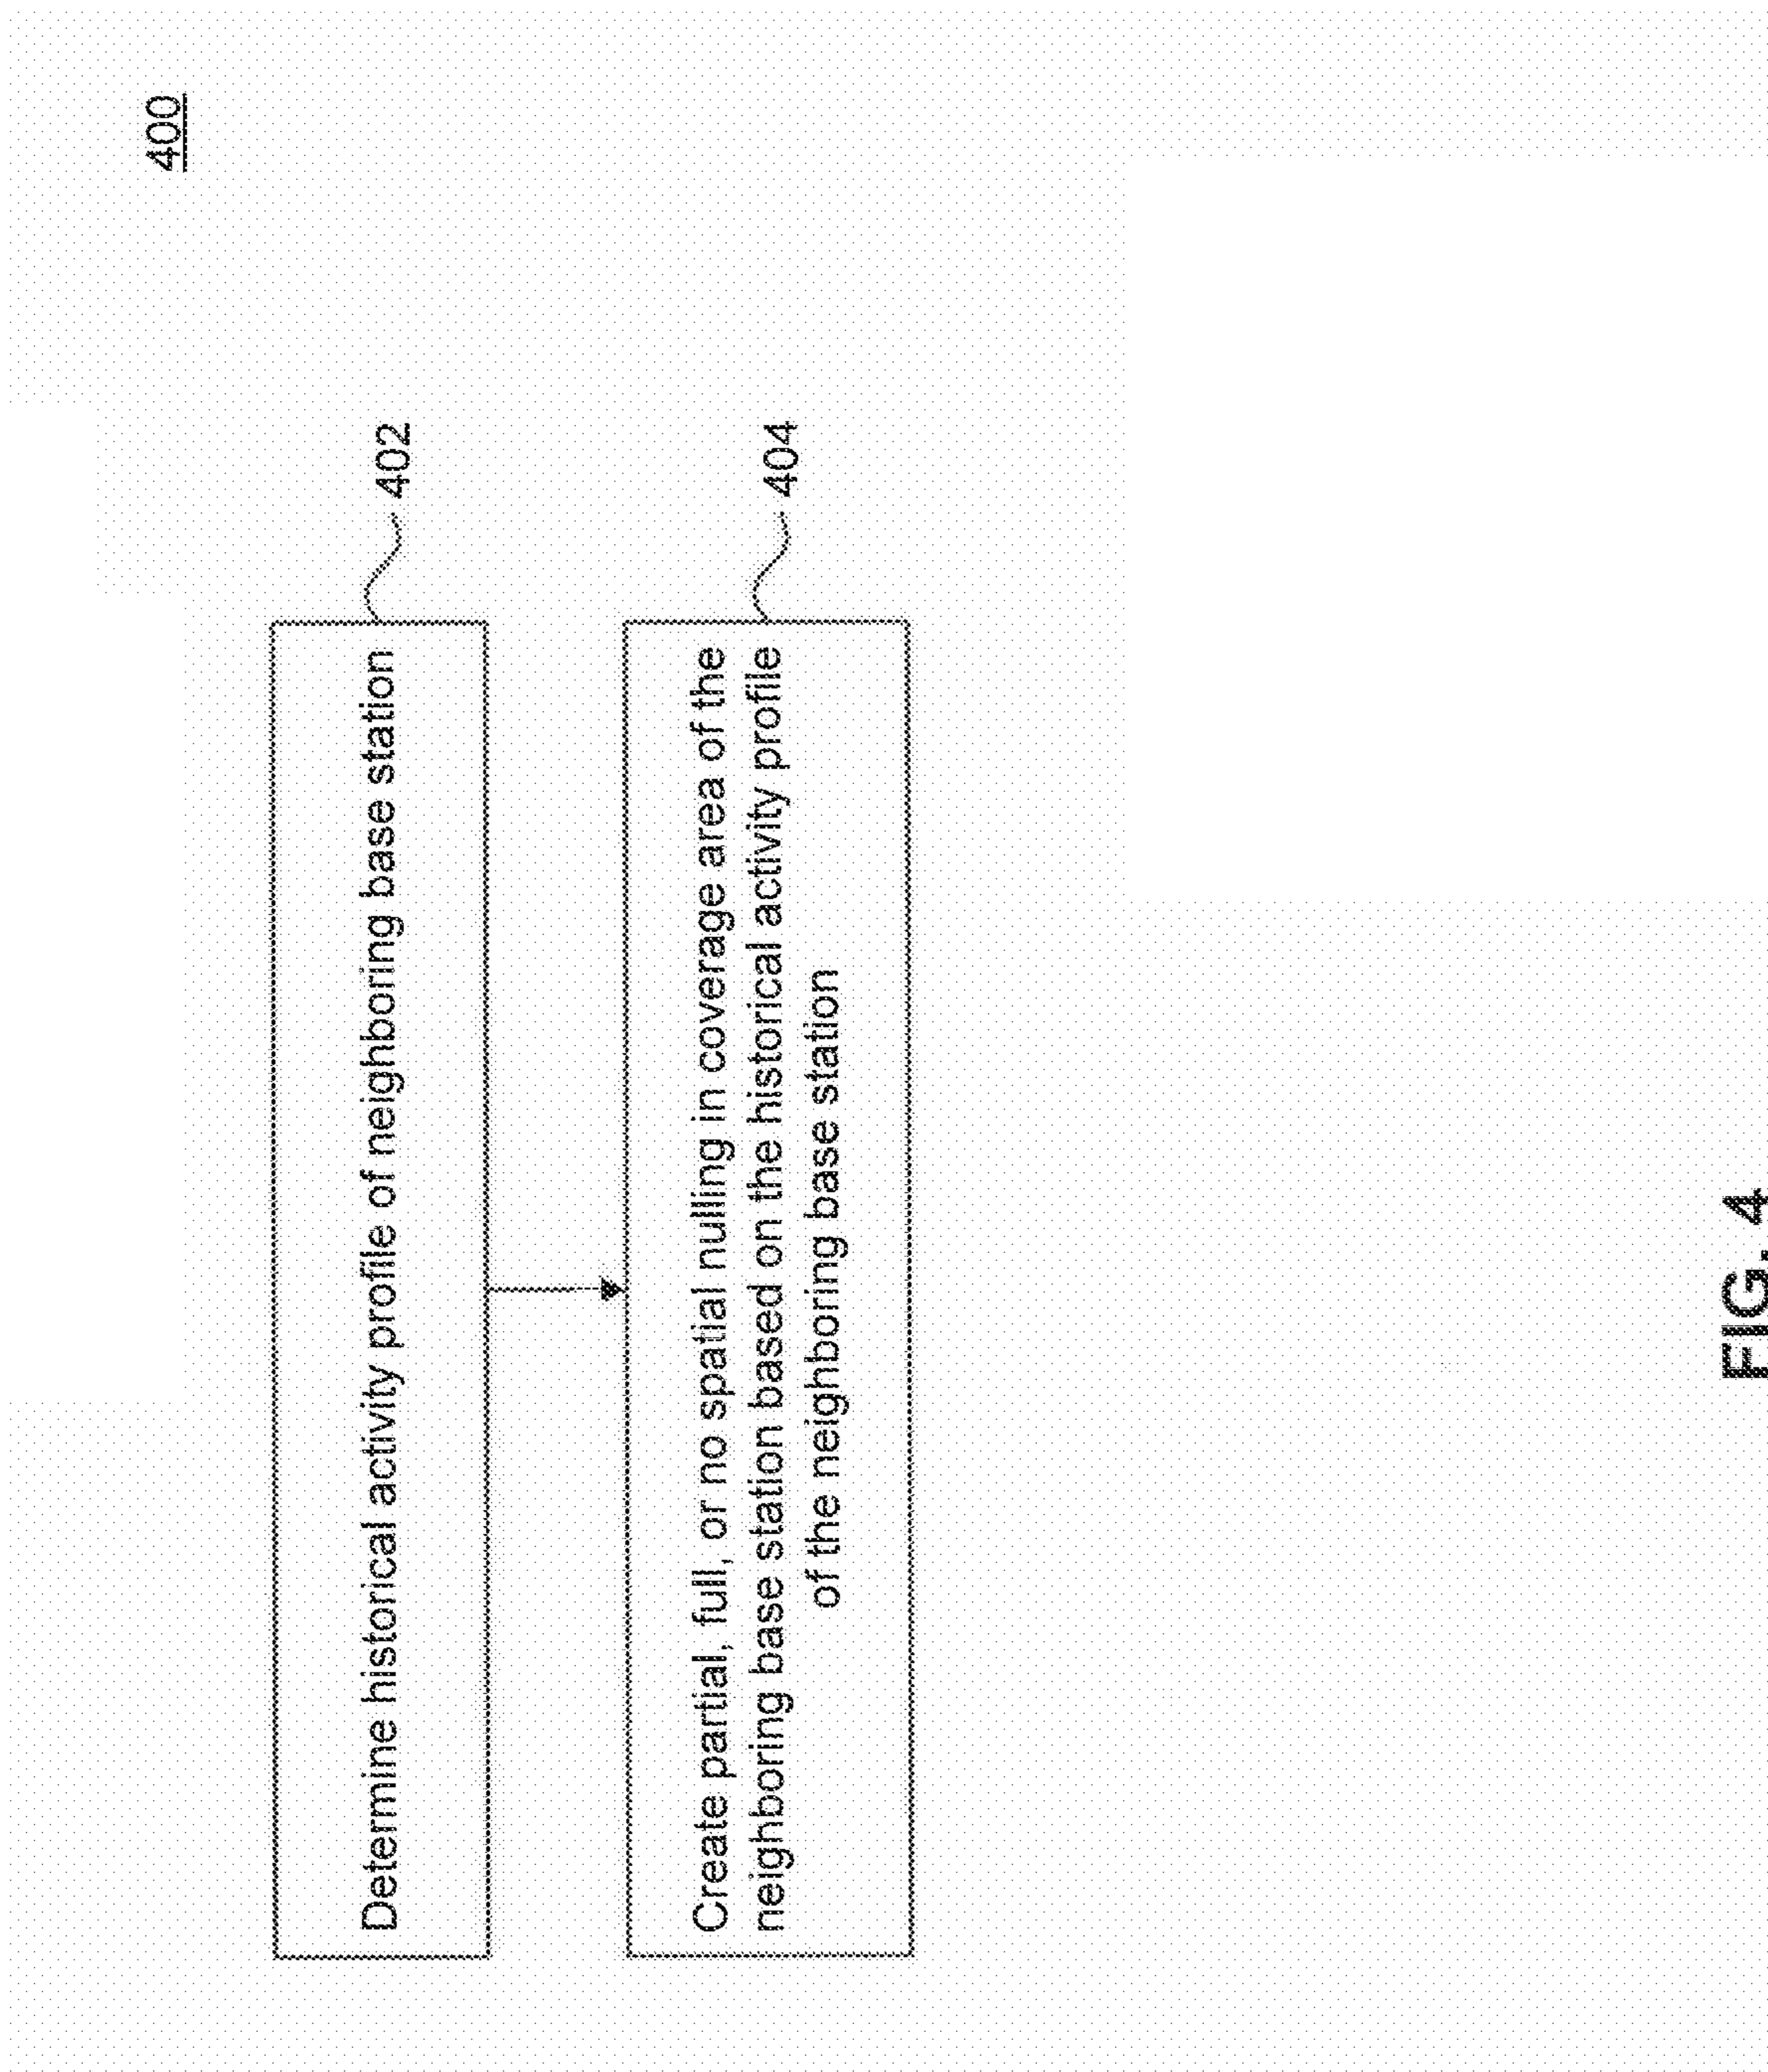 400
Determine historical activity profile of neighboring base station
402
Create partial, full, or no spatial nulling in coverage area of the
neighboring base station based on the historical activity profile
of the neighboring base station
404
FIG. 4